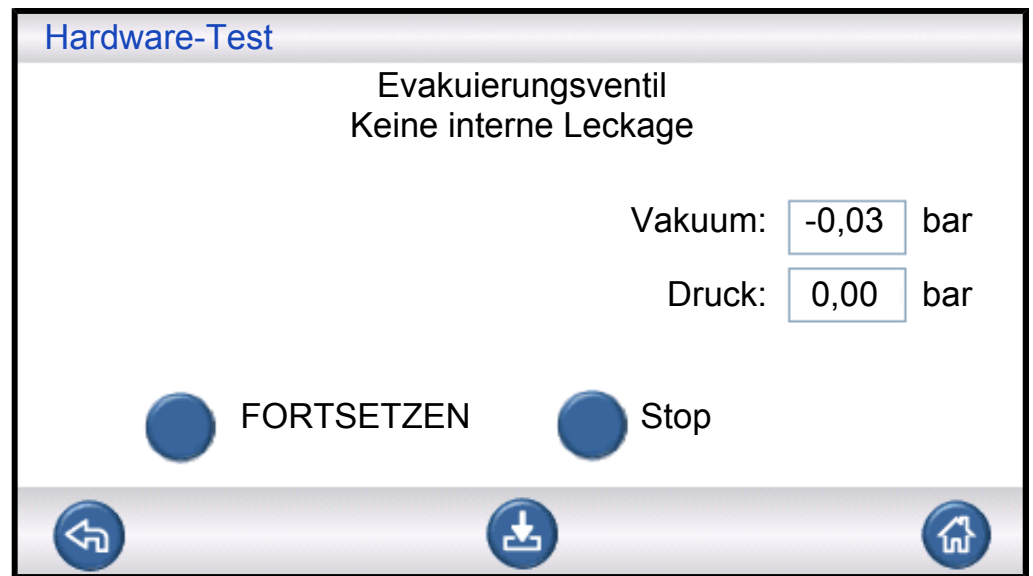 Hardware-Test
Evakuierungsventil
Keine interne Leckage
Vakuum: -0,03 bar
Druck: 0,00 bar
FORTSETZEN Stop